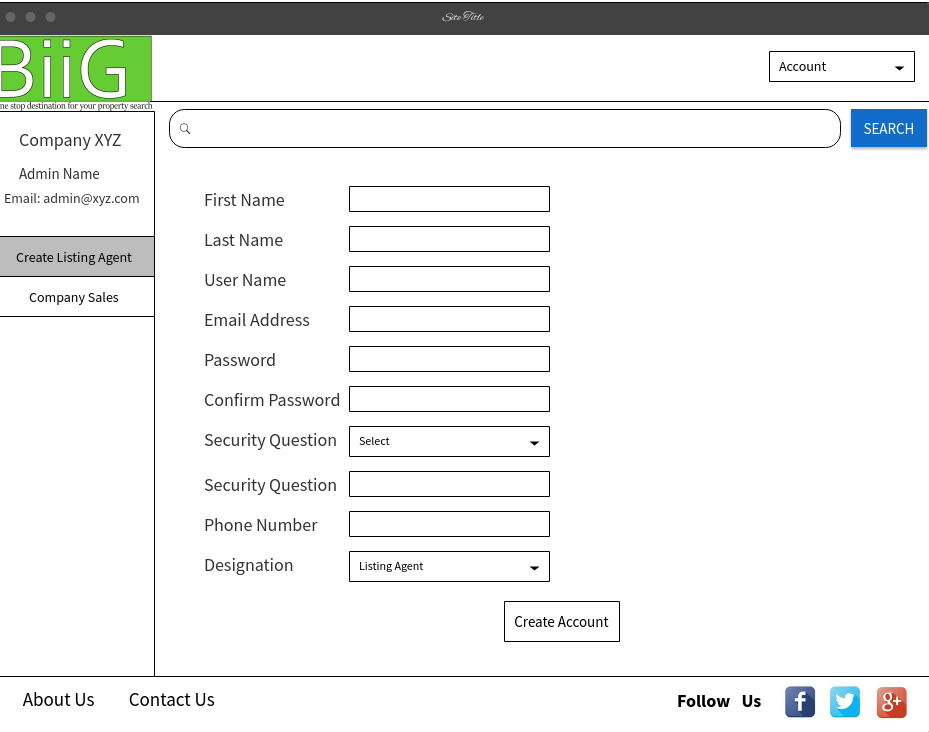 Site Title
BiiG
ne stop destination for your property search
Account
SEARCH
Company XYZ
Admin Name
Email: admin@xyz.com
Create Listing Agent
Company Sales
First Name
Last Name
User Name
Email Address
Password
Confirm Password
Security Question Select
Security Question
Phone Number
Designation Listing Agent
Create Account
About Us Contact Us Follow Us f g+